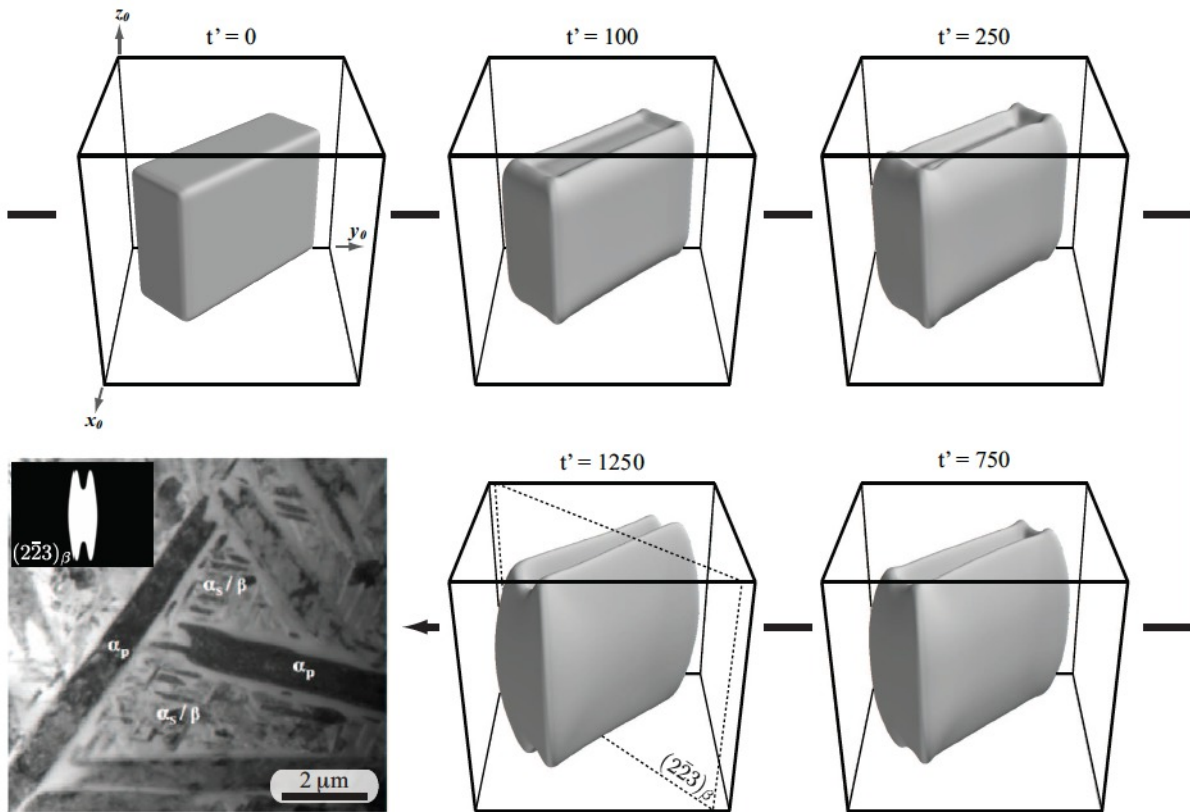 z₀
t' = 0
t' = 100
t' = 250
y₀
x₀
t' = 1250
t' = 750
(22̄3)β
αs / β
αp
αp
αs / β
2 μm
(22̄3)β